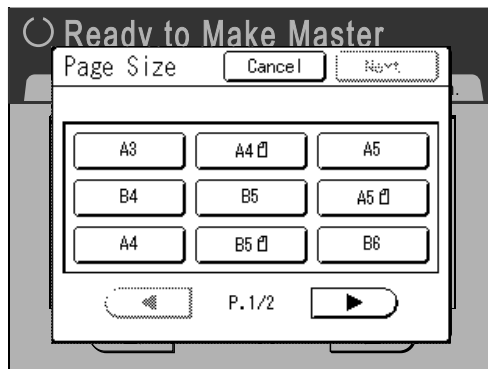 Ready to Make Master
Page Size Cancel Next
A3 A4 A5
B4 B5 A5
A4 B5 B6
P.1/2